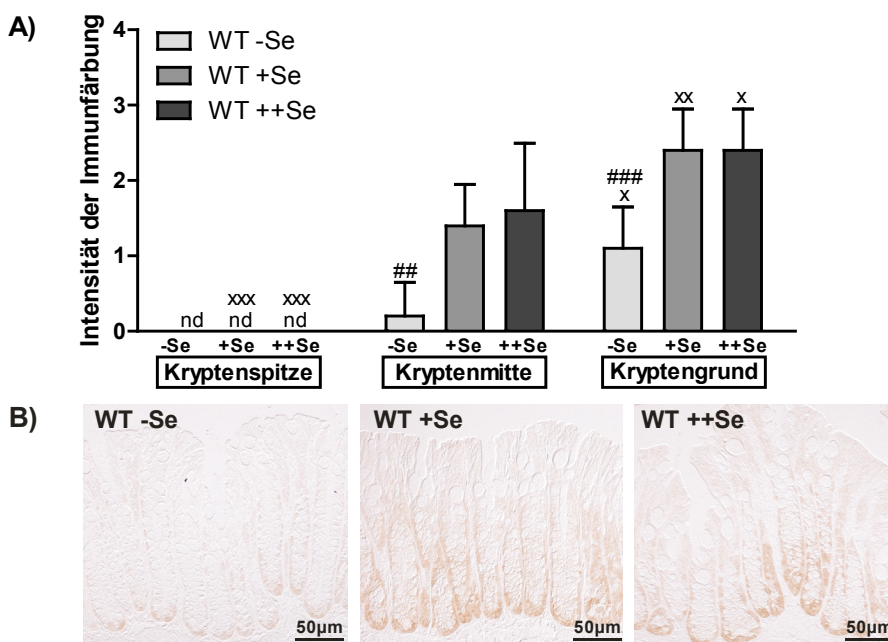 A)
Intensität der Immunfärbung
4
3
2
1
0
WT -Se
WT +Se
WT ++Se
xxx xxx
nd nd nd
##
###
x
xx
x
-Se +Se ++Se
-Se +Se ++Se
-Se +Se ++Se
Kryptenspitze
Kryptenmitte
Kryptengrund
B)
WT -Se
50µm
WT +Se
50µm
WT ++Se
50µm